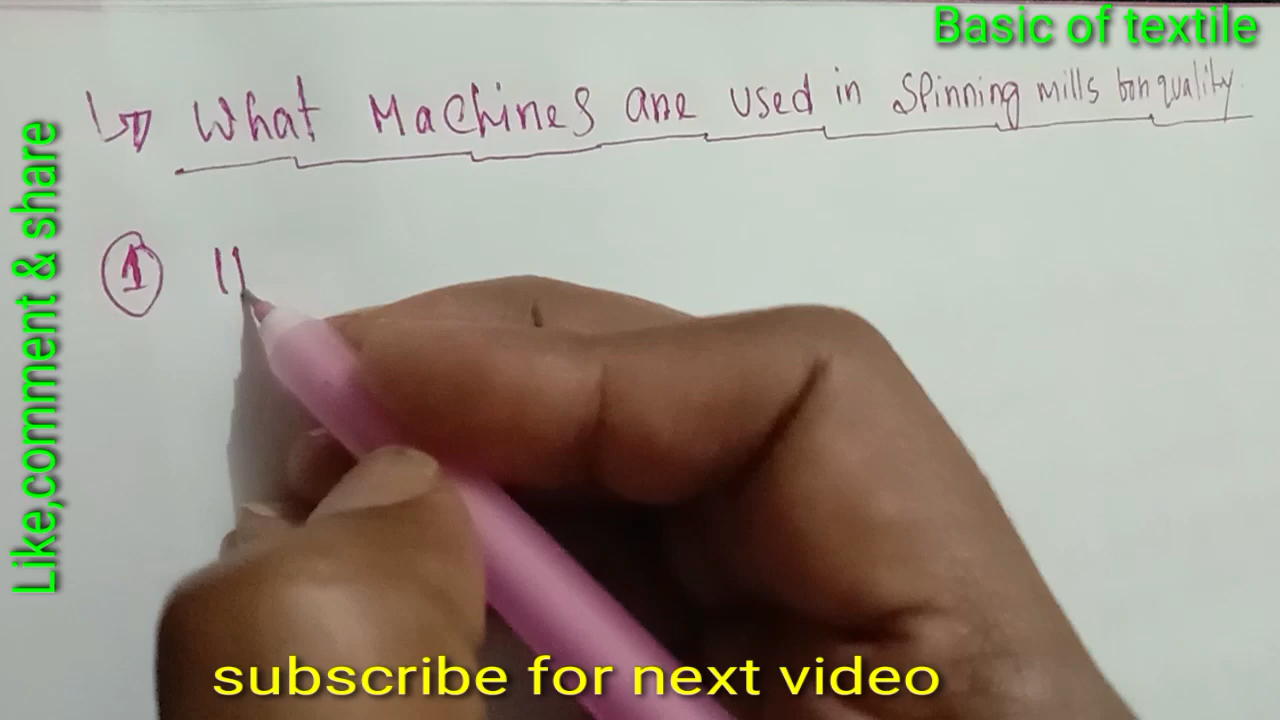 Basic of textile
What Machines are used in Spinning mills for quality.
1
Like,comment & share
subscribe for next video